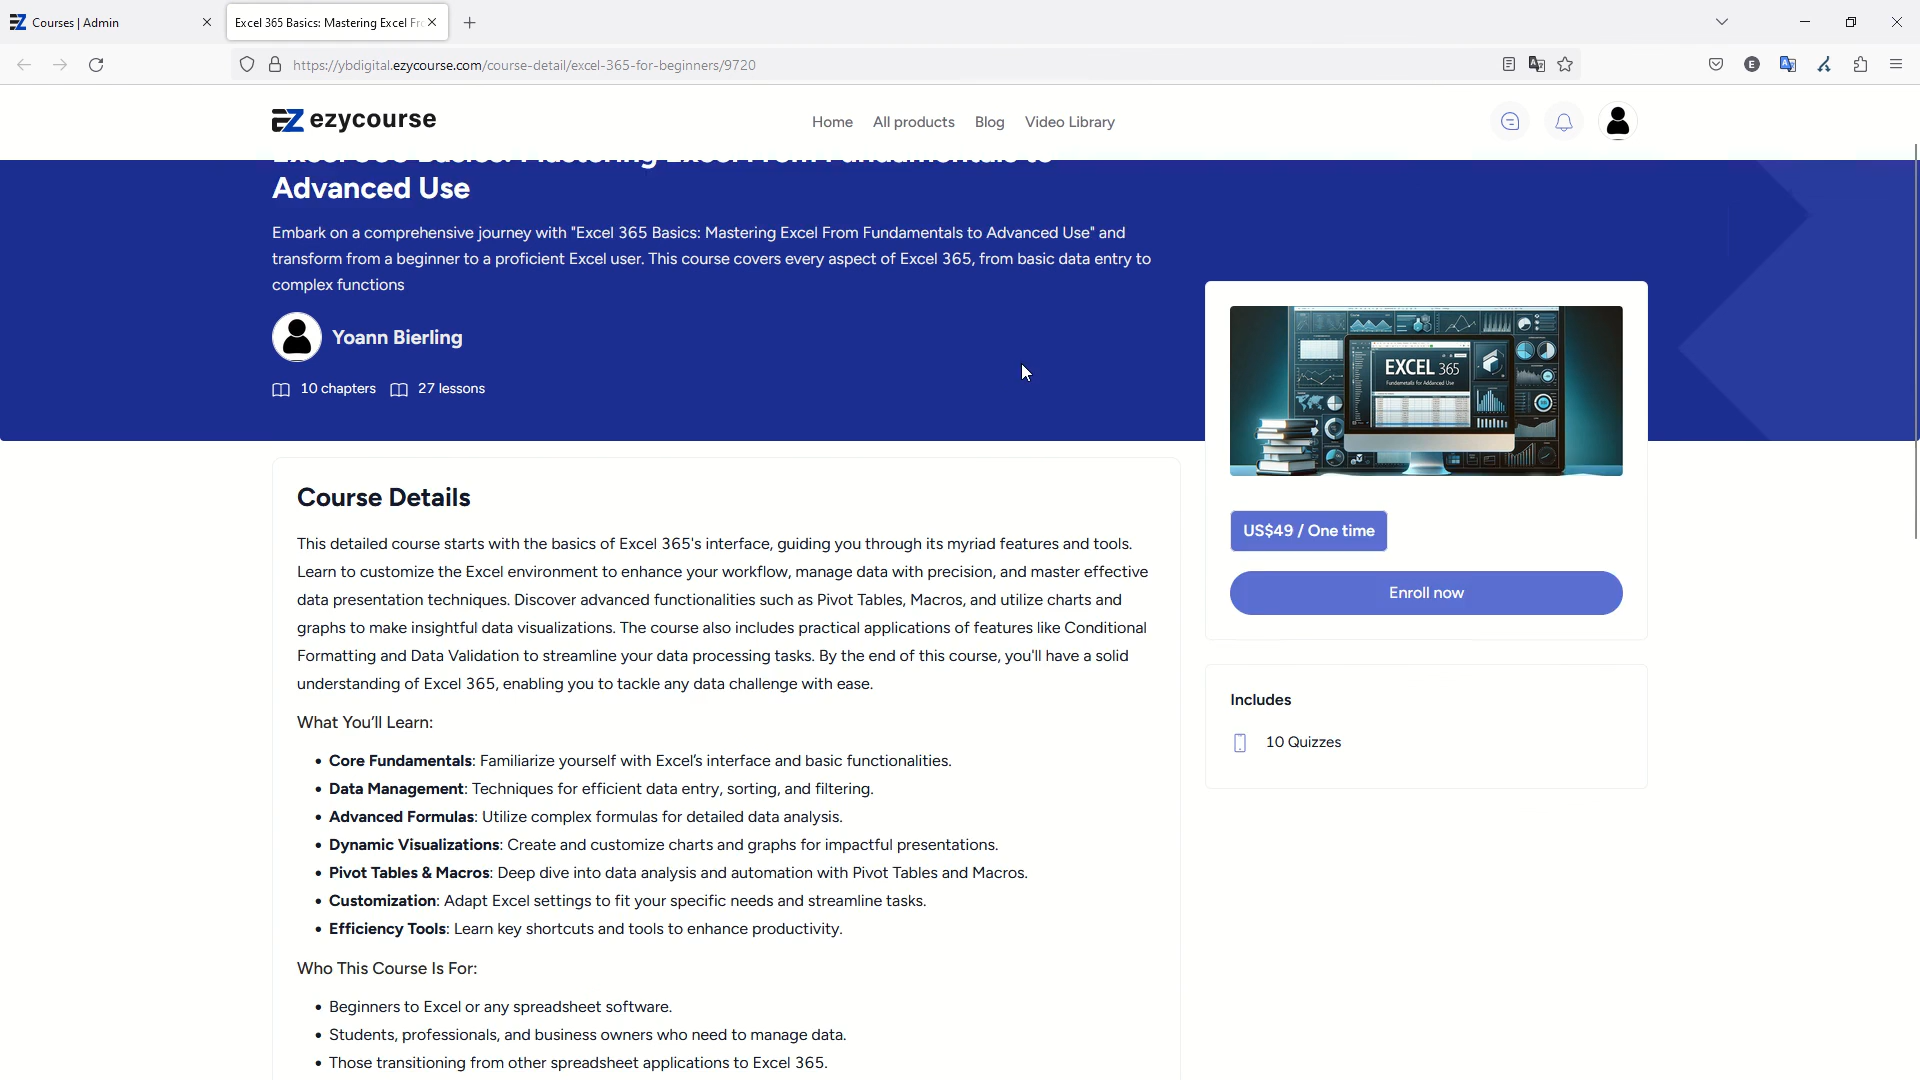 Courses | Admin
Excel 365 Basics: Mastering Excel Fr
https://ybdigital.ezycourse.com/course-detail/excel-365-for-beginners/9720
E
EZ ezycourse
Home
All products
Blog
Video Library
Excel 365 Basics: Mastering Excel From Fundamentals to
Advanced Use
Embark on a comprehensive journey with "Excel 365 Basics: Mastering Excel From Fundamentals to Advanced Use" and
transform from a beginner to a proficient Excel user. This course covers every aspect of Excel 365, from basic data entry to
complex functions
Yoann Bierling
10 chapters
27 lessons
EXCEL 365
US$49 / One time
Enroll now
Includes
10 Quizzes
Course Details
This detailed course starts with the basics of Excel 365's interface, guiding you through its myriad features and tools.
Learn to customize the Excel environment to enhance your workflow, manage data with precision, and master effective
data presentation techniques. Discover advanced functionalities such as Pivot Tables, Macros, and utilize charts and
graphs to make insightful data visualizations. The course also includes practical applications of features like Conditional
Formatting and Data Validation to streamline your data processing tasks. By the end of this course, you'll have a solid
understanding of Excel 365, enabling you to tackle any data challenge with ease.
What You’ll Learn:
• Core Fundamentals: Familiarize yourself with Excel’s interface and basic functionalities.
• Data Management: Techniques for efficient data entry, sorting, and filtering.
• Advanced Formulas: Utilize complex formulas for detailed data analysis.
• Dynamic Visualizations: Create and customize charts and graphs for impactful presentations.
• Pivot Tables & Macros: Deep dive into data analysis and automation with Pivot Tables and Macros.
• Customization: Adapt Excel settings to fit your specific needs and streamline tasks.
• Efficiency Tools: Learn key shortcuts and tools to enhance productivity.
Who This Course Is For:
• Beginners to Excel or any spreadsheet software.
• Students, professionals, and business owners who need to manage data.
• Those transitioning from other spreadsheet applications to Excel 365.